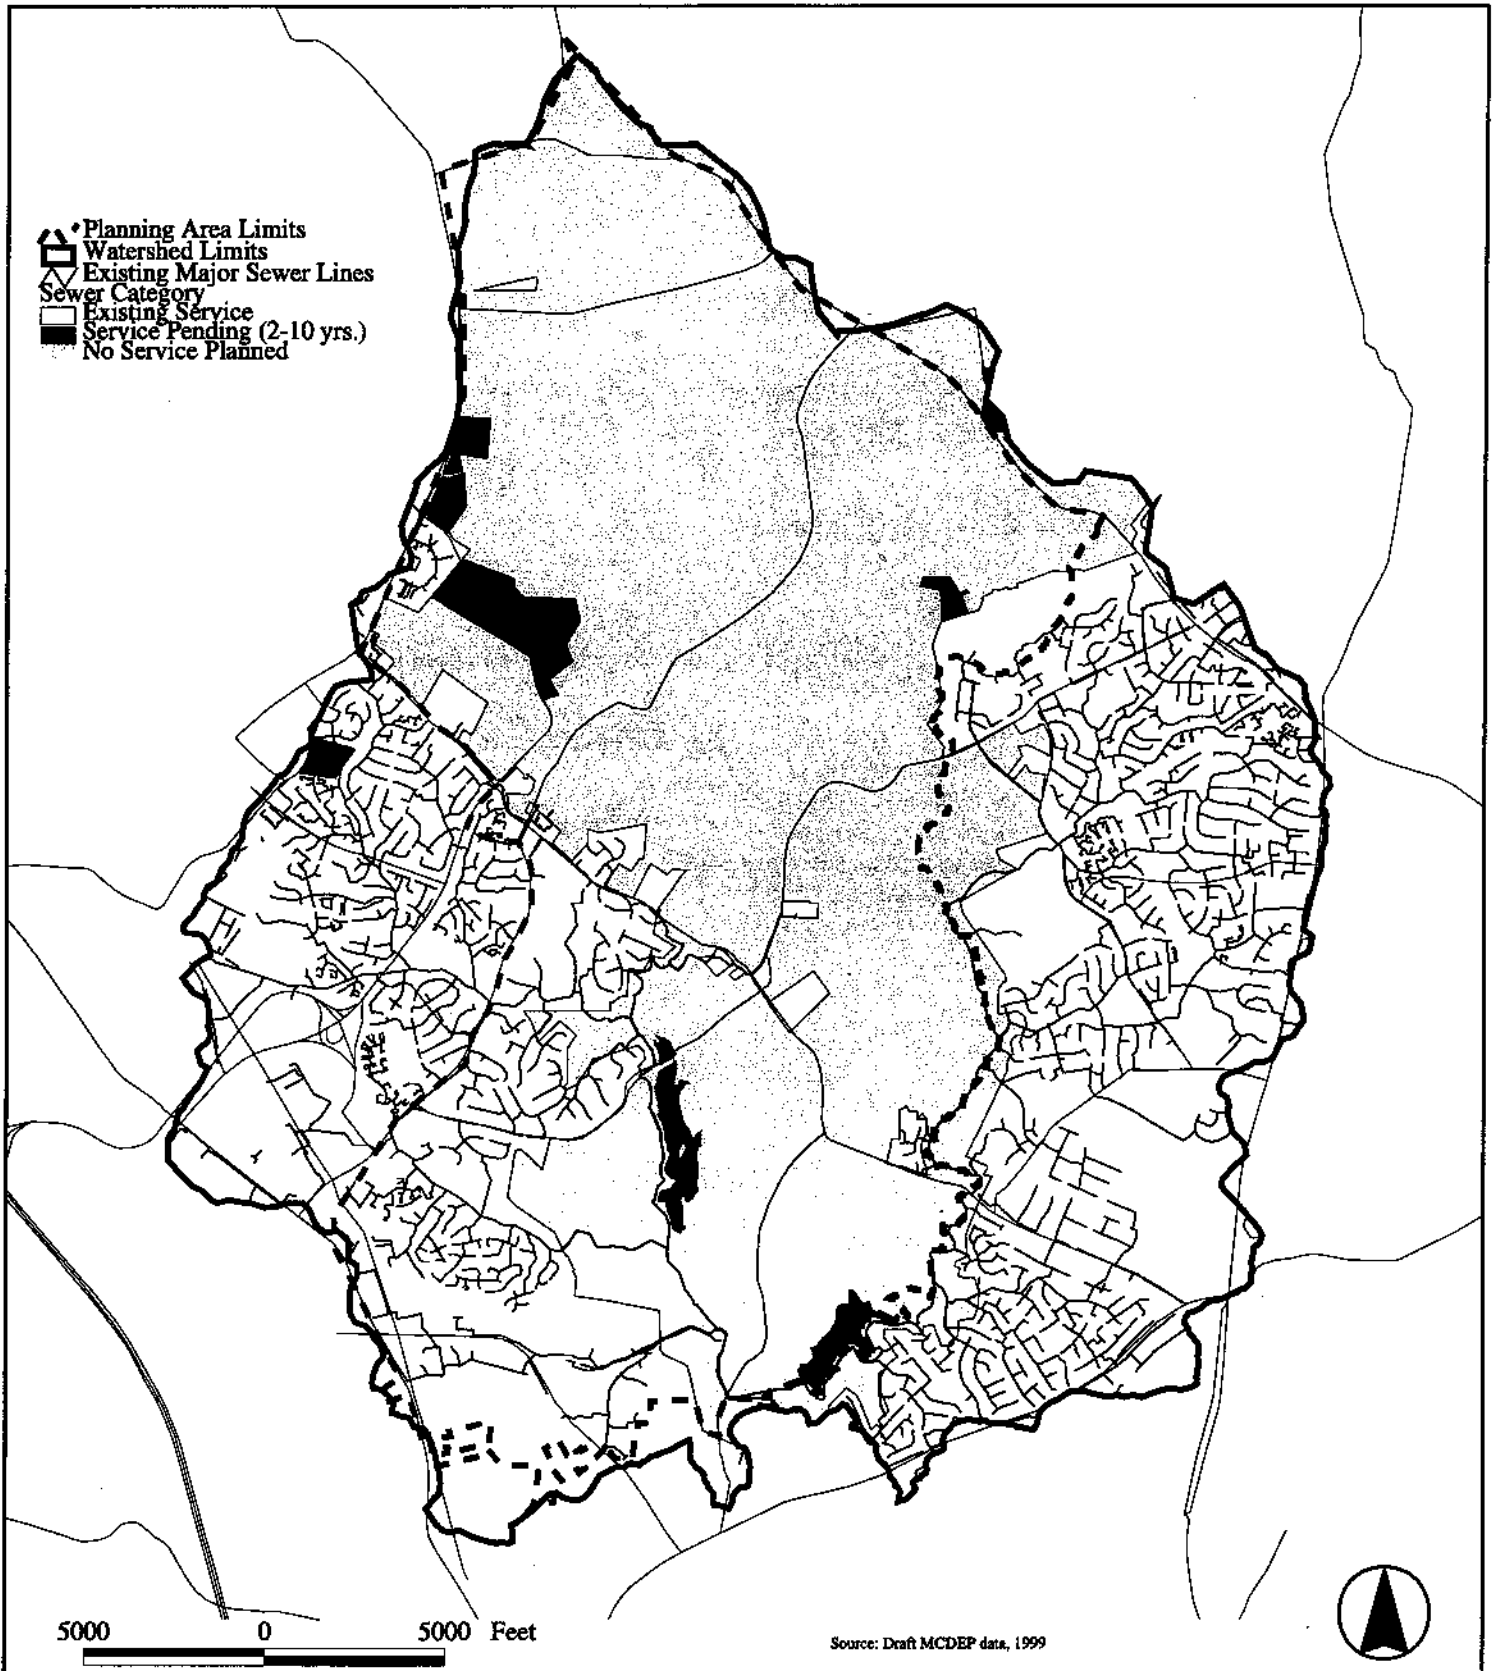 Planning Area Limits
Watershed Limits
Existing Major Sewer Lines
Sewer Category
Existing Service
Service Pending (2-10 yrs.)
No Service Planned
5000 0 5000 Feet
Source: Draft MCDEP data, 1999